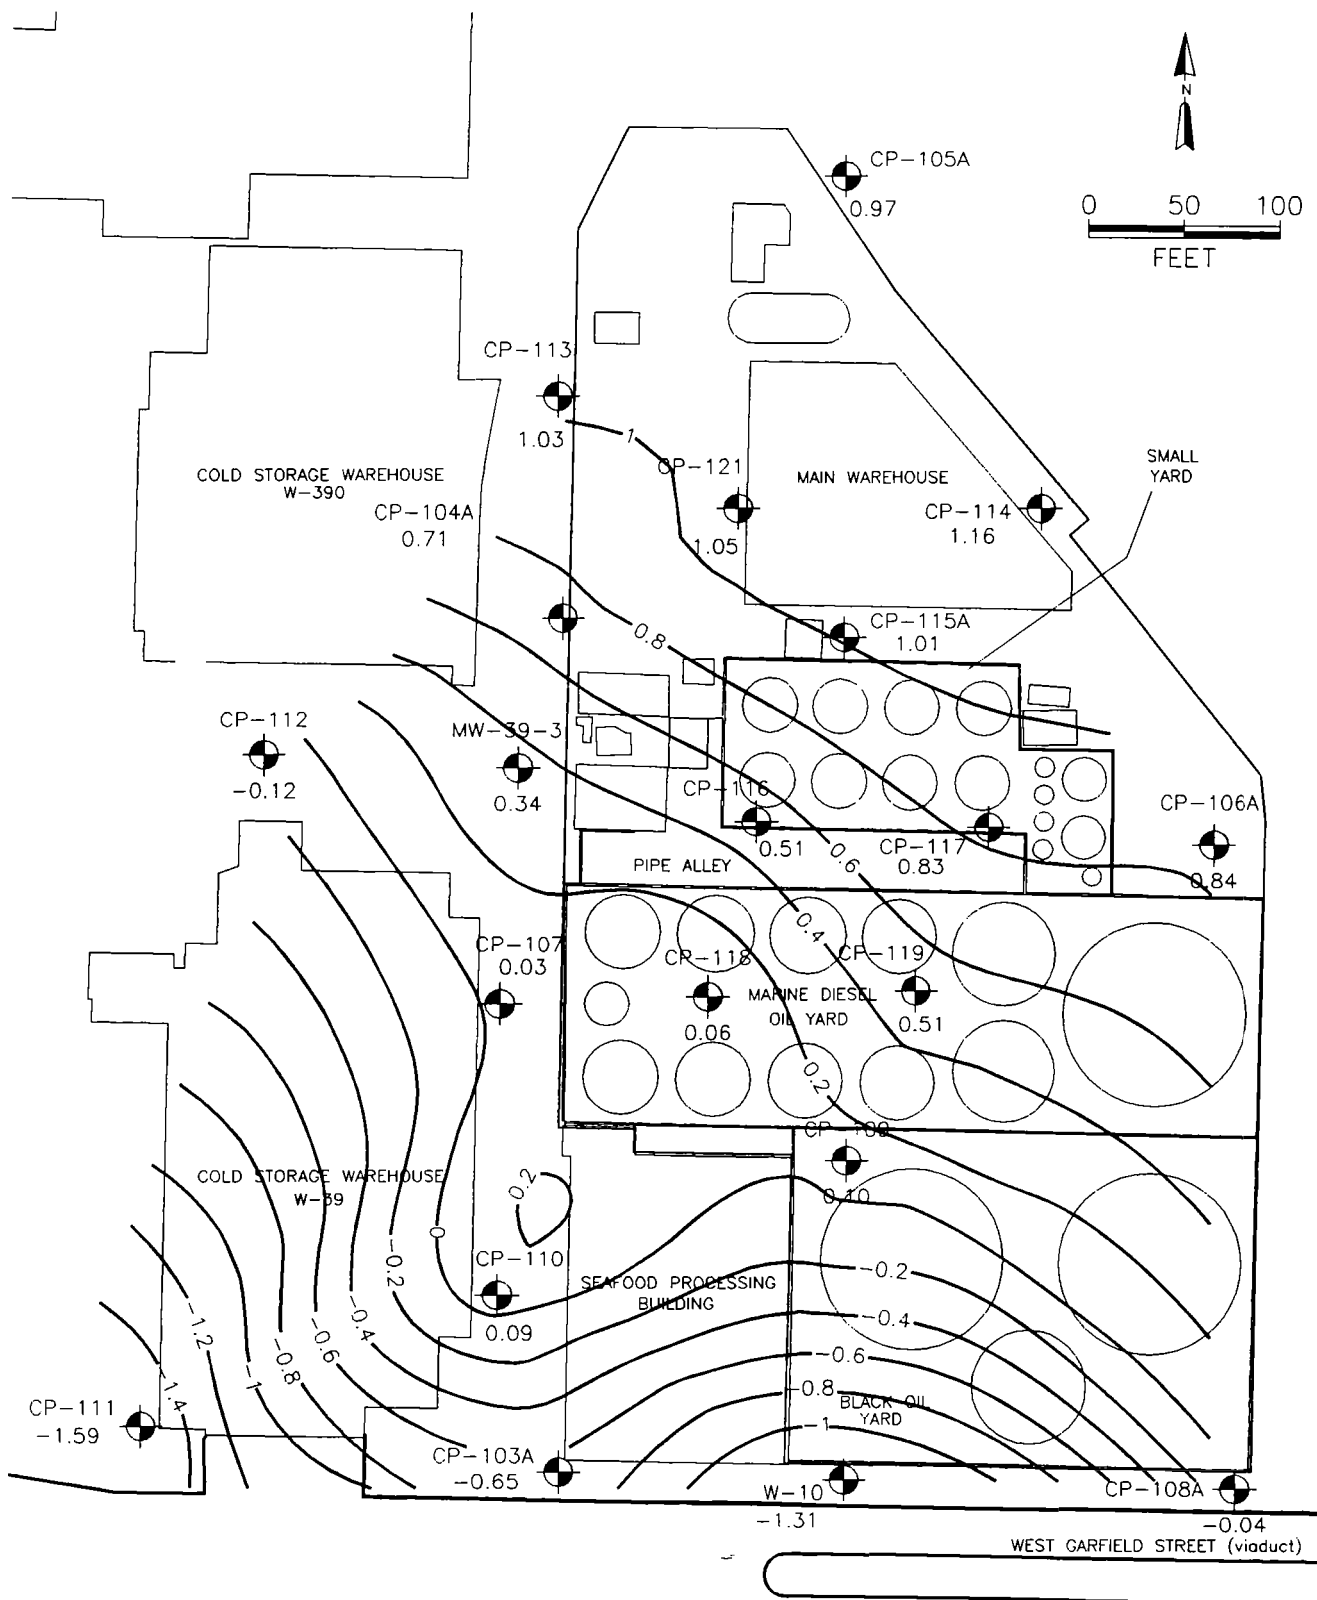 N
CP-105A
0.97
0 50 100
FEET
CP-113
1.03
1
COLD STORAGE WAREHOUSE
W-390
CP-104A
0.71
CP-121
1.05
MAIN WAREHOUSE
CP-114
1.16
SMALL
YARD
0.8
CP-115A
1.01
CP-112
-0.12
MW-39-3
0.34
CP-116
0.51
CP-117
0.83
CP-106A
0.84
0.6
PIPE ALLEY
0.4
CP-107
0.03
CP-118
0.06
CP-119
0.51
MARINE DIESEL
OIL YARD
0.2
CP-109
0.10
COLD STORAGE WAREHOUSE
W-39
0.2
0
CP-110
0.09
SEAFOOD PROCESSING
BUILDING
-0.2
-0.2
-0.4
-0.4
-0.6
-0.6
-0.8
-0.8
-1
-1
-1.2
-1.4
BLACK OIL
YARD
CP-111
-1.59
CP-103A
-0.65
W-10
-1.31
CP-108A
-0.04
WEST GARFIELD STREET (viaduct)